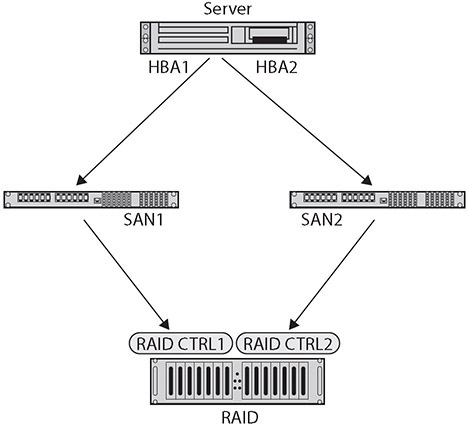 Server
HBA1 HBA2
SAN1 SAN2
RAID CTRL1 RAID CTRL2
RAID